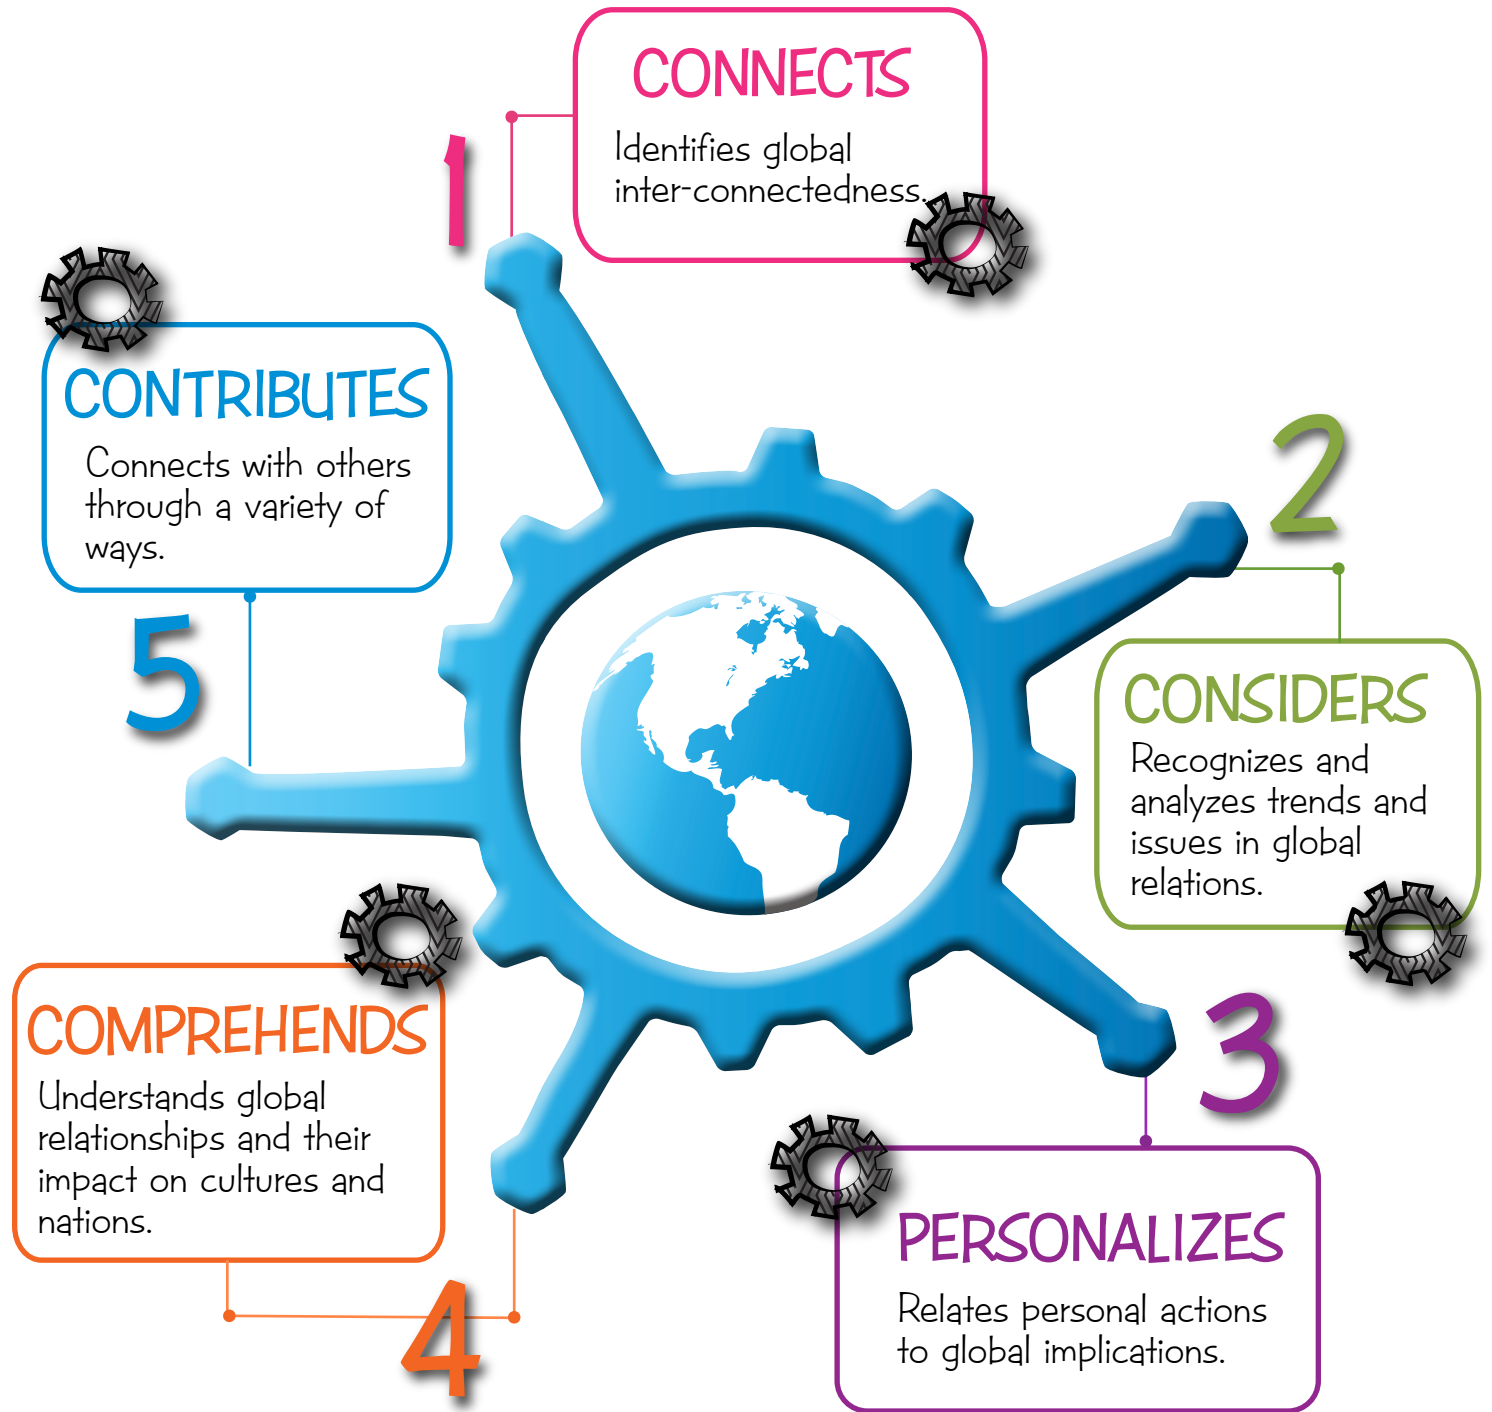 1
CONNECTS
Identifies global
inter-connectedness.
2
CONSIDERS
Recognizes and
analyzes trends and
issues in global
relations.
3
PERSONALIZES
Relates personal actions
to global implications.
4
COMPREHENDS
Understands global
relationships and their
impact on cultures and
nations.
5
CONTRIBUTES
Connects with others
through a variety of
ways.